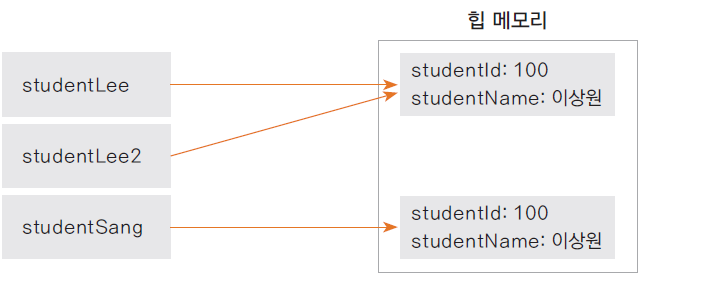 힙 메모리
studentLee
studentLee2
studentSang
studentId: 100
studentName: 이상원
studentId: 100
studentName: 이상원